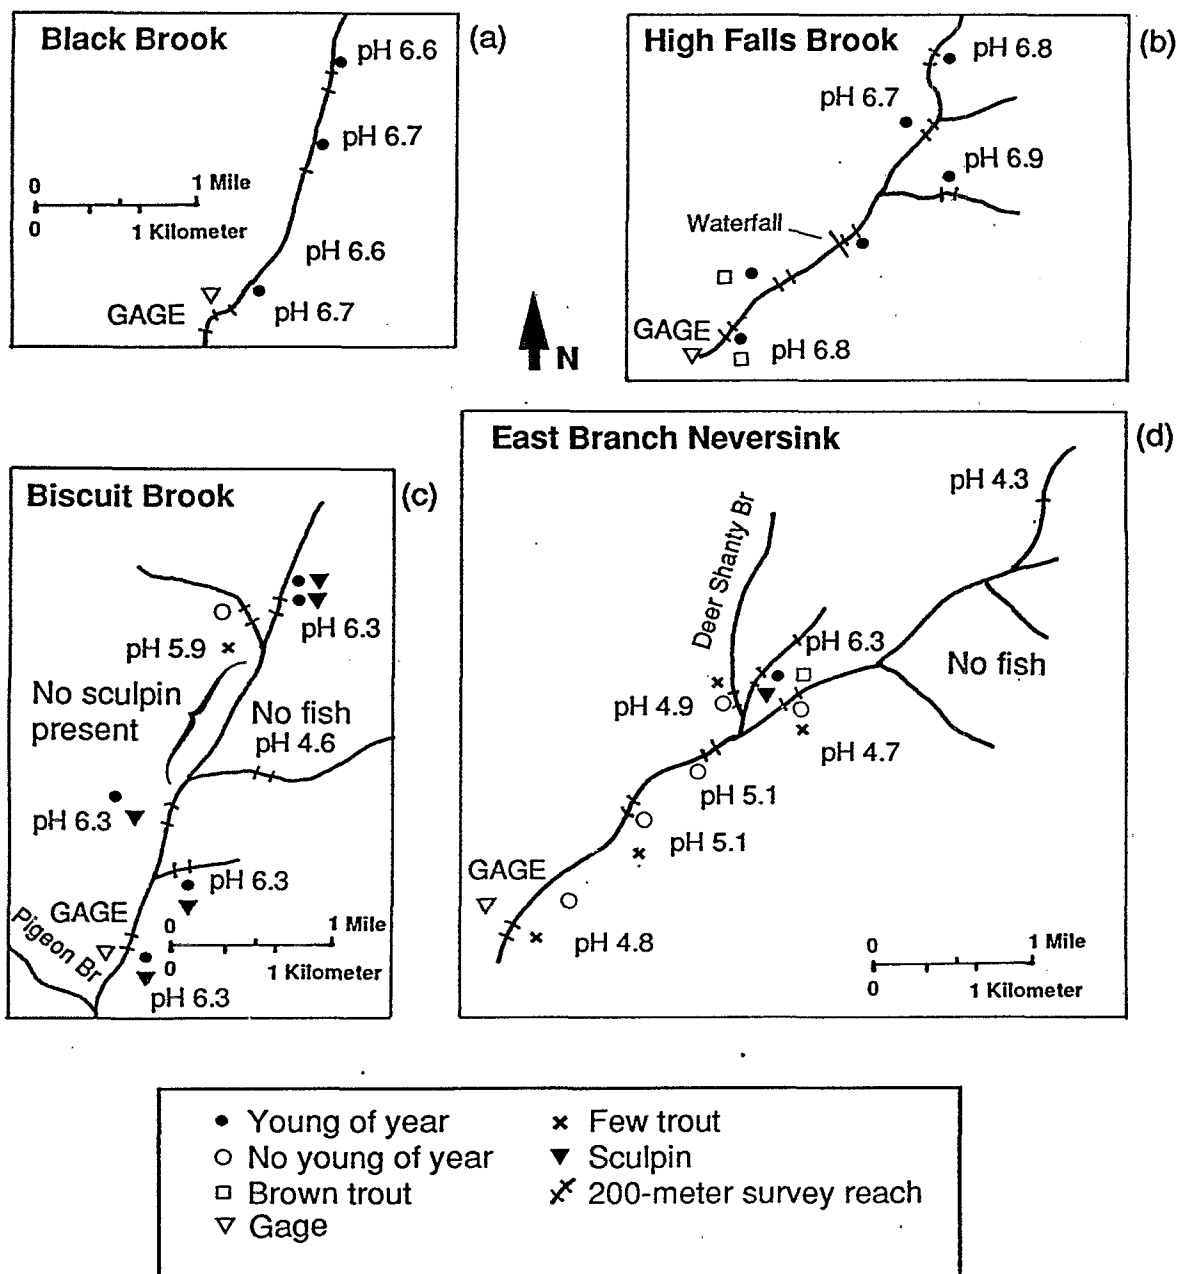 Black Brook
(a)
pH 6.6
pH 6.7
0
1 Mile
0
1 Kilometer
pH 6.6
GAGE
pH 6.7
High Falls Brook
(b)
pH 6.8
pH 6.7
pH 6.9
Waterfall
GAGE
pH 6.8
N
Biscuit Brook
(c)
pH 6.3
pH 5.9
No sculpin
present
No fish
pH 4.6
pH 6.3
pH 6.3
GAGE
Pigeon Br
0
1 Mile
0
1 Kilometer
pH 6.3
East Branch Neversink
(d)
pH 4.3
Deer Shanty Br
pH 6.3
No fish
pH 4.9
pH 4.7
pH 5.1
pH 5.1
GAGE
pH 4.8
0
1 Mile
0
1 Kilometer
Young of year
Few trout
No young of year
Sculpin
Brown trout
200-meter survey reach
Gage